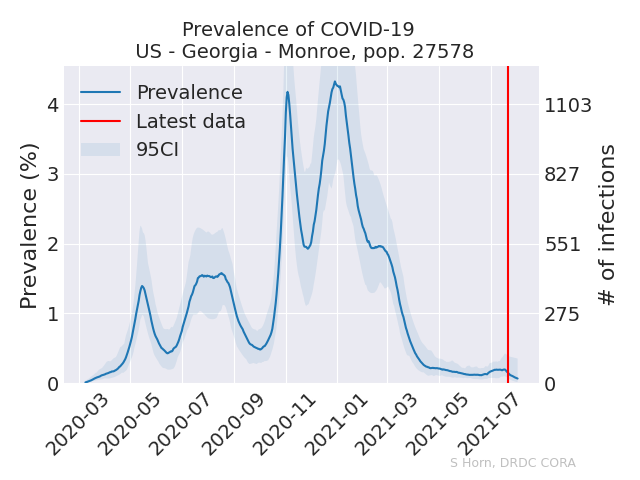 Prevalence of COVID-19
US - Georgia - Monroe, pop. 27578
Prevalence
Latest data
95CI
Prevalence (%)
4
3
2
1
0
1103
827
551
275
0
# of infections
2020-03
2020-05
2020-07
2020-09
2020-11
2021-01
2021-03
2021-05
2021-07
S Horn, DRDC CORA